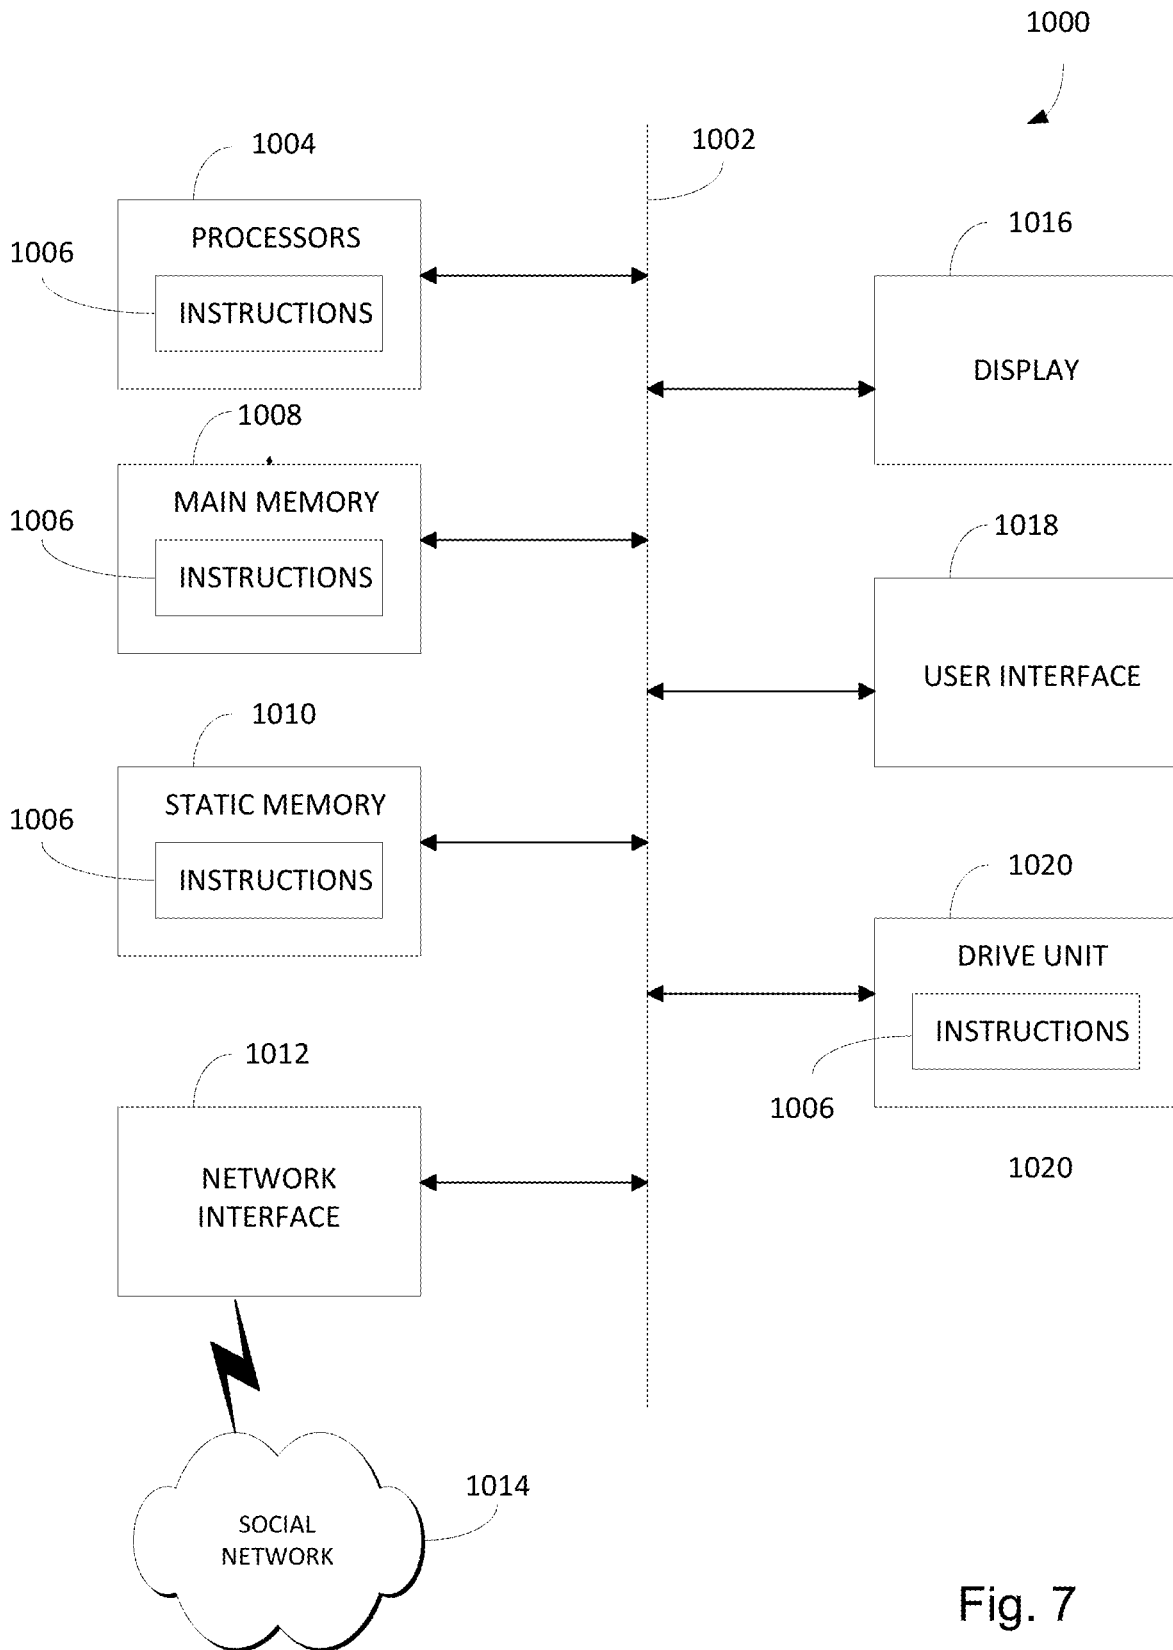 1000
1004
1002
PROCESSORS
1006
INSTRUCTIONS
1016
DISPLAY
1008
MAIN MEMORY
1006
INSTRUCTIONS
1018
USER INTERFACE
1010
STATIC MEMORY
1006
INSTRUCTIONS
1020
DRIVE UNIT
INSTRUCTIONS
1006
1020
1012
NETWORK
INTERFACE
1014
SOCIAL
NETWORK
Fig. 7